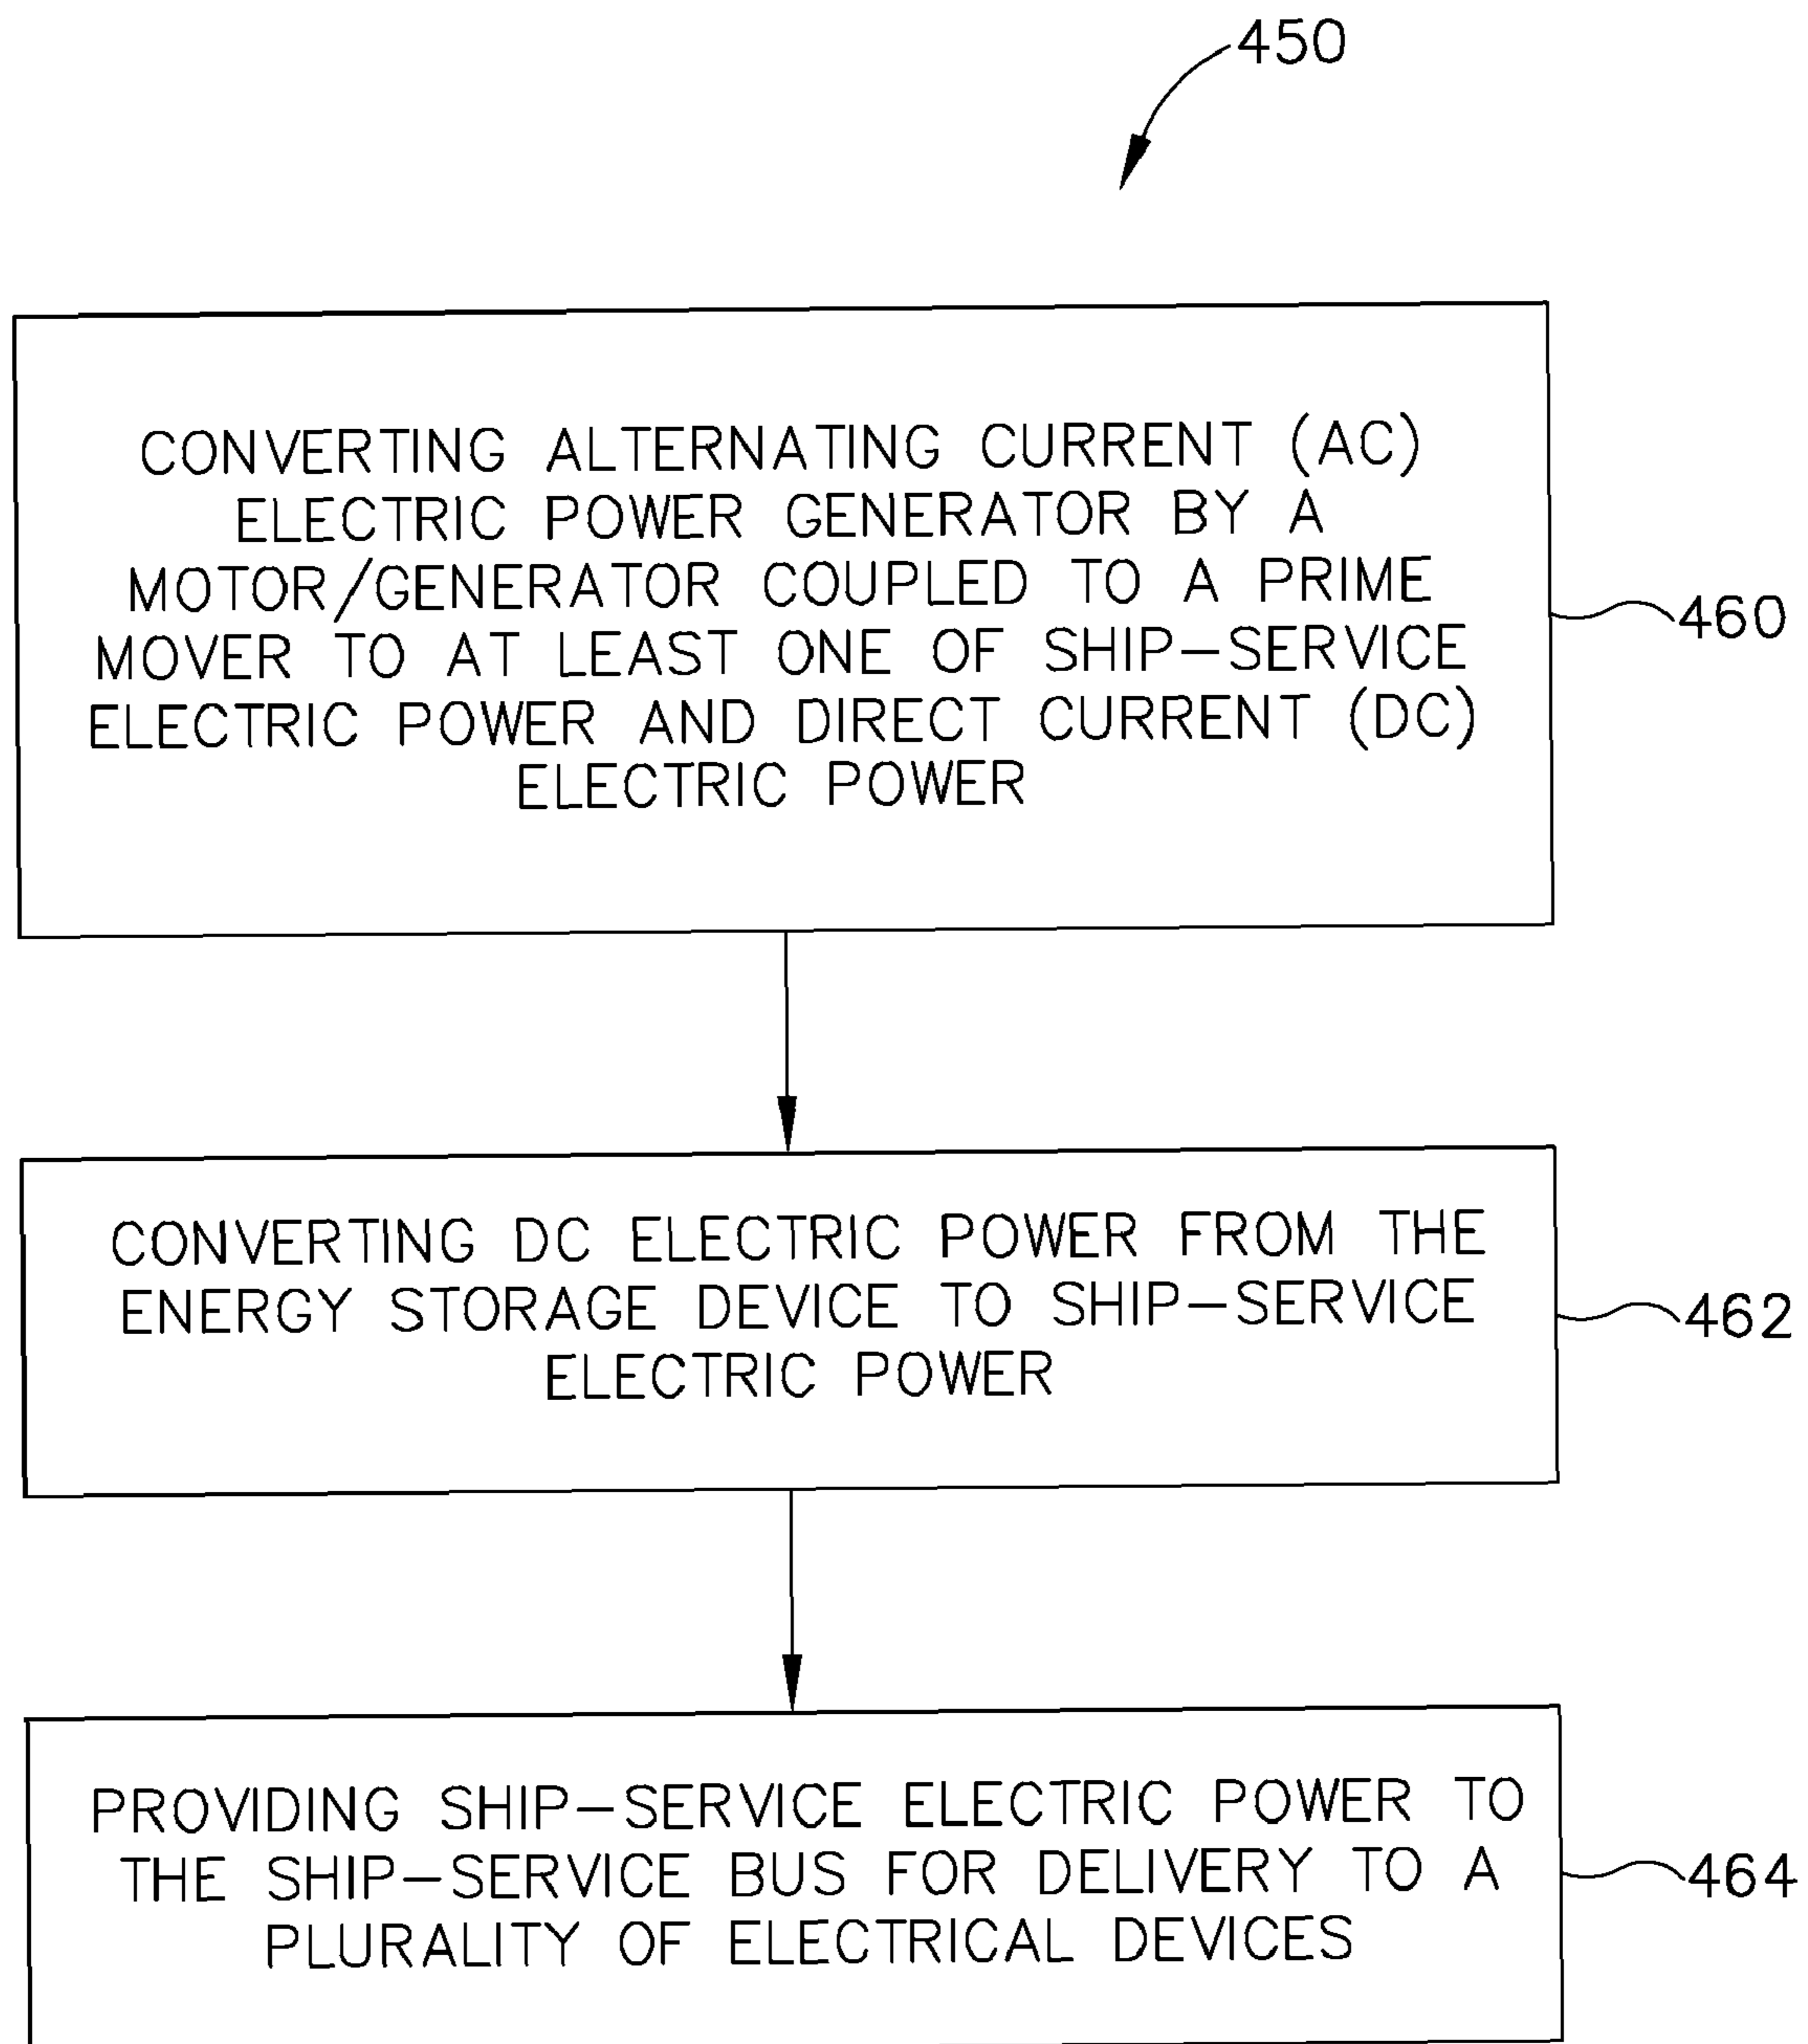 450
CONVERTING ALTERNATING CURRENT (AC)
ELECTRIC POWER GENERATOR BY A
MOTOR/GENERATOR COUPLED TO A PRIME
MOVER TO AT LEAST ONE OF SHIP-SERVICE
ELECTRIC POWER AND DIRECT CURRENT (DC)
ELECTRIC POWER
460
CONVERTING DC ELECTRIC POWER FROM THE
ENERGY STORAGE DEVICE TO SHIP-SERVICE
ELECTRIC POWER
462
PROVIDING SHIP-SERVICE ELECTRIC POWER TO
THE SHIP-SERVICE BUS FOR DELIVERY TO A
PLURALITY OF ELECTRICAL DEVICES
464